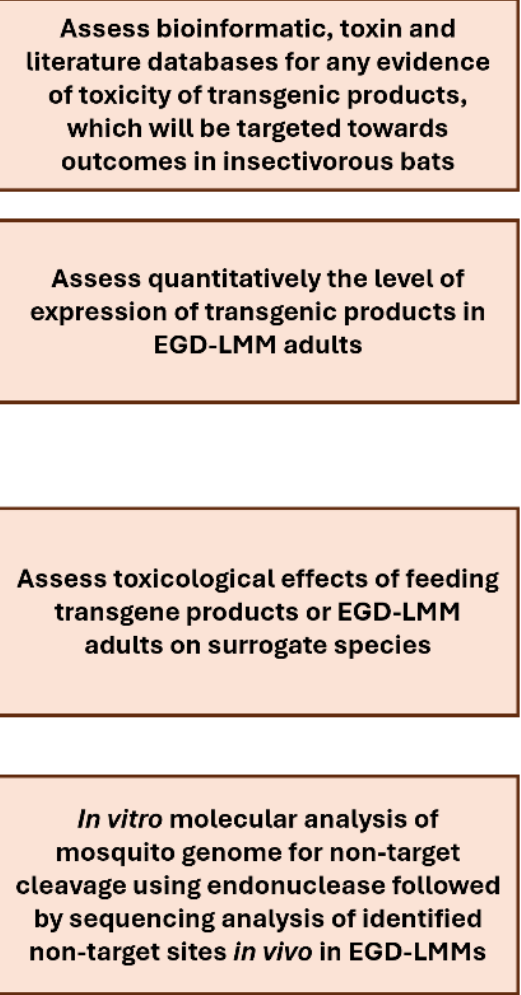 Assess bioinformatic, toxin and
literature databases for any evidence
of toxicity of transgenic products,
which will be targeted towards
outcomes in insectivorous bats
Assess quantitatively the level of
expression of transgenic products in
EGD-LMM adults
Assess toxicological effects of feeding
transgene products or EGD-LMM
adults on surrogate species
In vitro molecular analysis of
mosquito genome for non-target
cleavage using endonuclease followed
by sequencing analysis of identified
non-target sites in vivo in EGD-LMMs